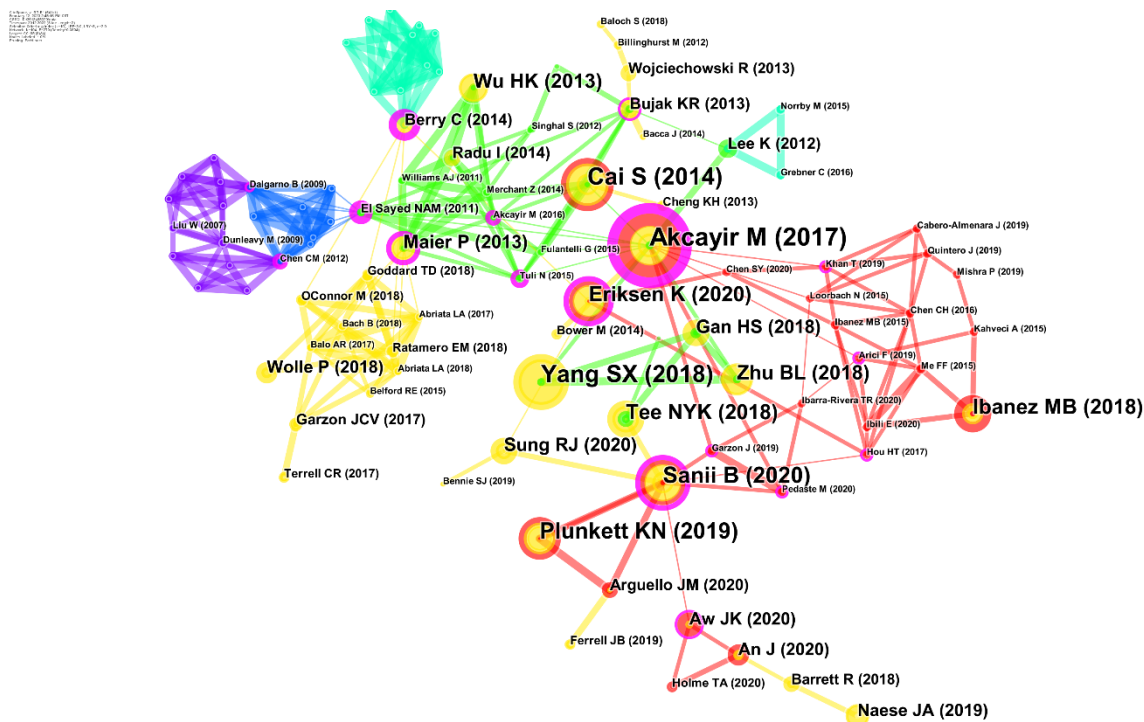 Baloch S (2018)
Billinghurst M (2012)
Wu HK (2013)
Wojciechowski R (2013)
Bujak KR (2013)
Norrby M (2015)
Berry C (2014)
Singhal S (2012)
Bacca J (2014)
Lee K (2012)
Radu I (2014)
Grebner C (2016)
Williams AJ (2011)
Cai S (2014)
Dalgarno B (2009)
Merchant Z (2014)
Cheng KH (2013)
El Sayed NAM (2011)
Akcayir M (2016)
Liu W (2007)
Cabero-Almenara J (2019)
Dunleavy M (2009)
Maier P (2013)
Akcayir M (2017)
Fulantelli G (2015)
Quintero J (2019)
Chen CM (2012)
Khan T (2019)
Mishra P (2019)
Goddard TD (2018)
Tuli N (2015)
Chen SY (2020)
Eriksen K (2020)
Loorbach N (2015)
OConnor M (2018)
Chen CH (2016)
Abriata LA (2017)
Bach B (2018)
Ibanez MB (2015)
Bower M (2014)
Gan HS (2018)
Kahveci A (2015)
Balo AR (2017)
Ratamero EM (2018)
Arici F (2019)
Wolle P (2018)
Abriata LA (2018)
Me FF (2015)
Yang SX (2018)
Zhu BL (2018)
Belford RE (2015)
Ibarra-Rivera TR (2020)
Ibanez MB (2018)
Tee NYK (2018)
Garzon JCV (2017)
Ibili E (2020)
Sung RJ (2020)
Garzon J (2019)
Hou HT (2017)
Terrell CR (2017)
Sanii B (2020)
Bennie SJ (2019)
Pedaste M (2020)
Plunkett KN (2019)
Arguello JM (2020)
Aw JK (2020)
Ferrell JB (2019)
An J (2020)
Barrett R (2018)
Holme TA (2020)
Naese JA (2019)